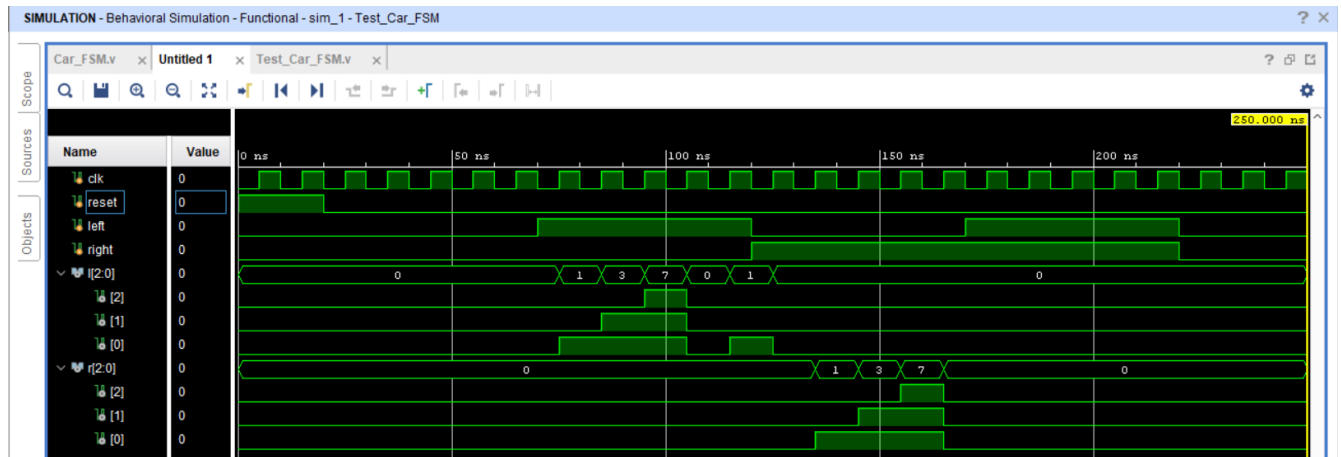 SIMULATION - Behavioral Simulation - Functional - sim_1 - Test_Car_FSM
Car_FSM.v
Untitled 1
Test_Car_FSM.v
Scope
Sources
Objects
250.000 ns
Name Value
0 ns 50 ns 100 ns 150 ns 200 ns
clk 0
reset 0
left 0
right 0
l[2:0] 0 0 1 3 7 0 1 0
[2] 0
[1] 0
[0] 0
r[2:0] 0 0 1 3 7 0
[2] 0
[1] 0
[0] 0